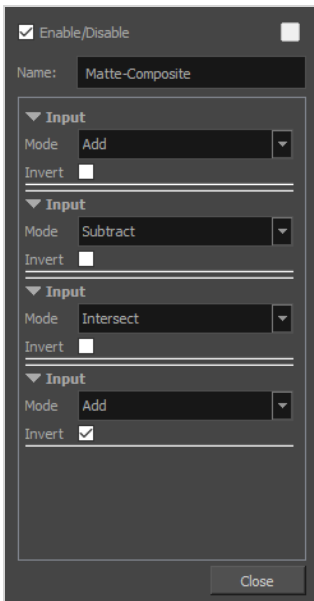 Enable/Disable
Name: Matte-Composite
Input
Mode Add
Invert
Input
Mode Subtract
Invert
Input
Mode Intersect
Invert
Input
Mode Add
Invert
Close